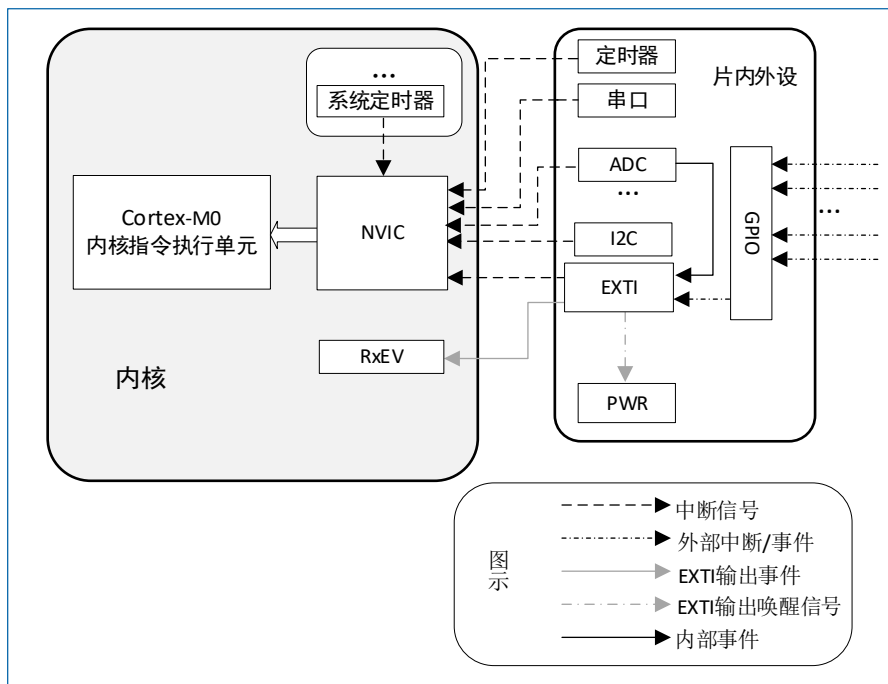 ...
系统定时器
Cortex-M0
内核指令执行单元
NVIC
RxEV
内核
定时器
串口
片内外设
ADC
...
I2C
EXTI
GPIO
...
PWR
图示
中断信号
外部中断/事件
EXTI输出事件
EXTI输出唤醒信号
内部事件